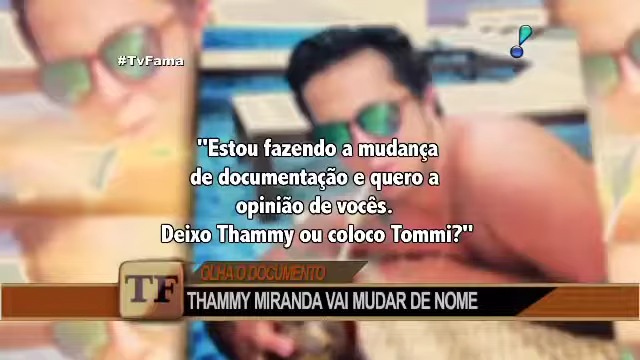 #TvFama
"Estou fazendo a mudança
de documentação e quero a
opinião de vocês.
Deixo Thammy ou coloco Tommi?"
OLHA O DOCUMENTO
TF
THAMMY MIRANDA VAI MUDAR DE NOME